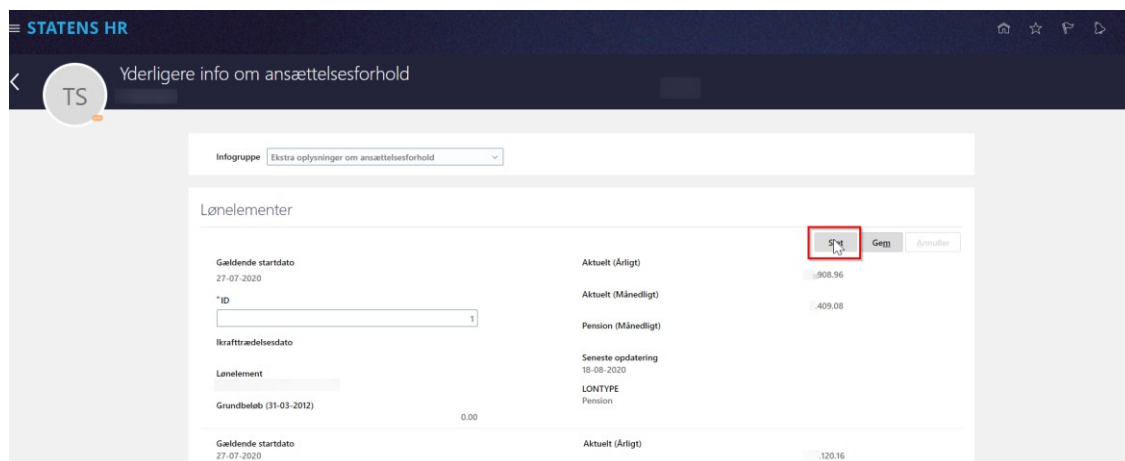 STATENS HR
Yderligere info om ansættelsesforhold
TS
Infogruppe Ekstra oplysninger om ansættelsesforhold
Lønelementer
Gem Annuller
Gældende startdato
27-07-2020
*ID
1
Ikrafttrædelsesdato
Lønelement
Grundbeløb (31-03-2012)
0.00
Aktuelt (Årligt)
908.96
Aktuelt (Månedligt)
.409.08
Pension (Månedligt)
Seneste opdatering
18-08-2020
LONTYPE
Pension
Gældende startdato
27-07-2020
Aktuelt (Årligt)
.120.16